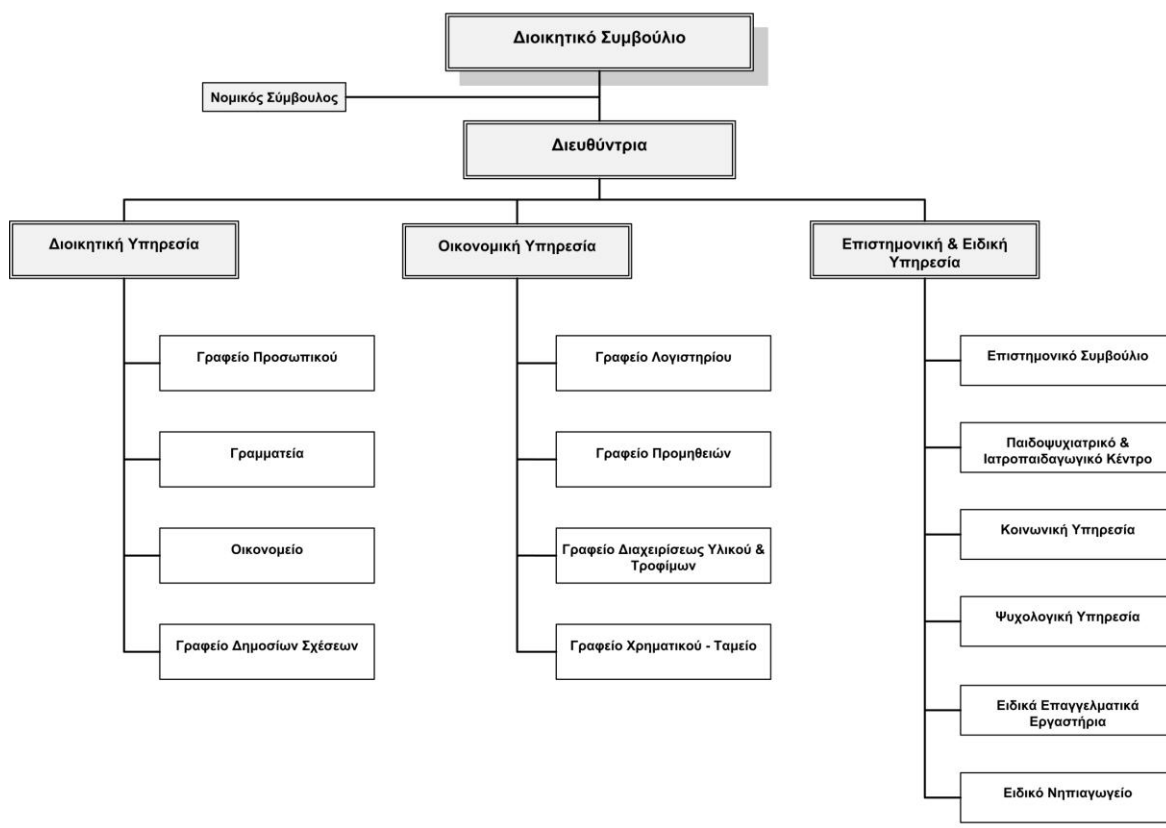 Διοικητικό Συμβούλιο
Νομικός Σύμβουλος
Διευθύντρια
Διοικητική Υπηρεσία
Οικονομική Υπηρεσία
Επιστημονική & Ειδική
Υπηρεσία
Γραφείο Προσωπικού
Γραμματεία
Οικονομείο
Γραφείο Δημοσίων Σχέσεων
Γραφείο Λογιστηρίου
Γραφείο Προμηθειών
Γραφείο Διαχειρίσεως Υλικού &
Τροφίμων
Γραφείο Χρηματικού - Ταμείο
Επιστημονικό Συμβούλιο
Παιδοψυχιατρικό &
Ιατροπαιδαγωγικό Κέντρο
Κοινωνική Υπηρεσία
Ψυχολογική Υπηρεσία
Ειδικά Επαγγελματικά
Εργαστήρια
Ειδικό Νηπιαγωγείο